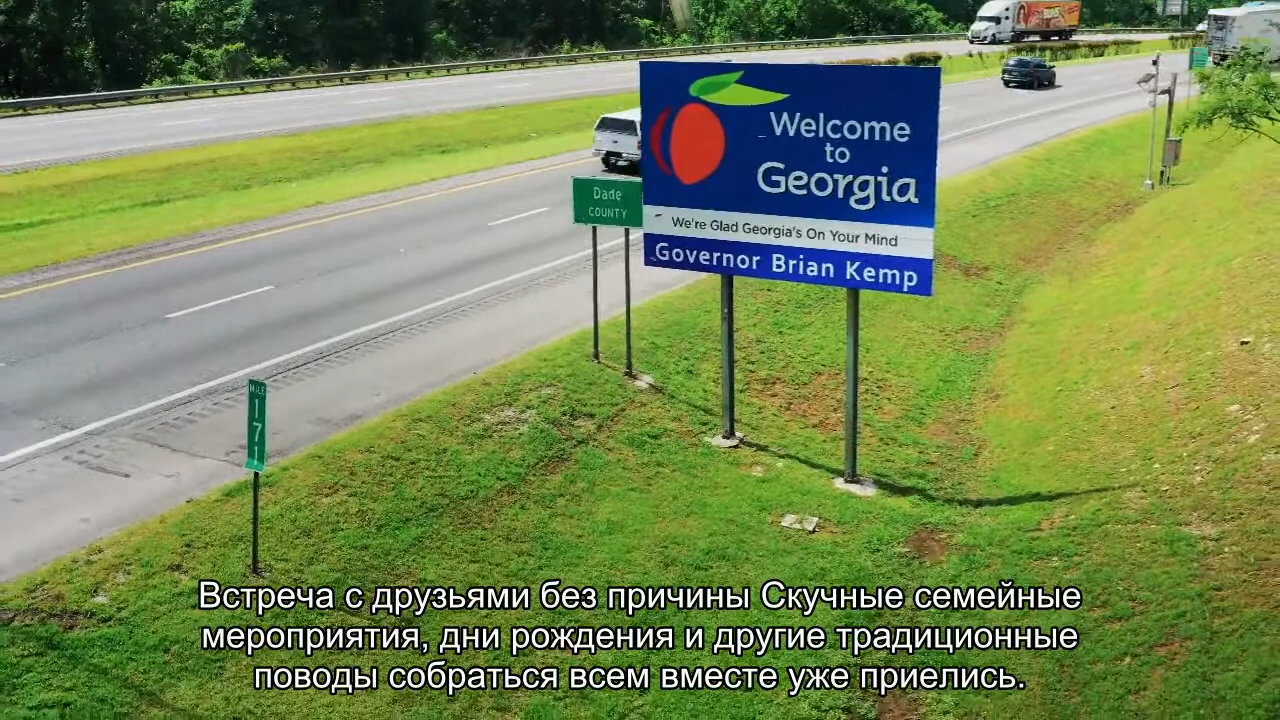 Welcome
to
Georgia
We're Glad Georgia's On Your Mind
Governor Brian Kemp
Dade
COUNTY
MILE
171
Встреча с друзьями без причины Скучные семейные
мероприятия, дни рождения и другие традиционные
поводы собраться всем вместе уже приелись.